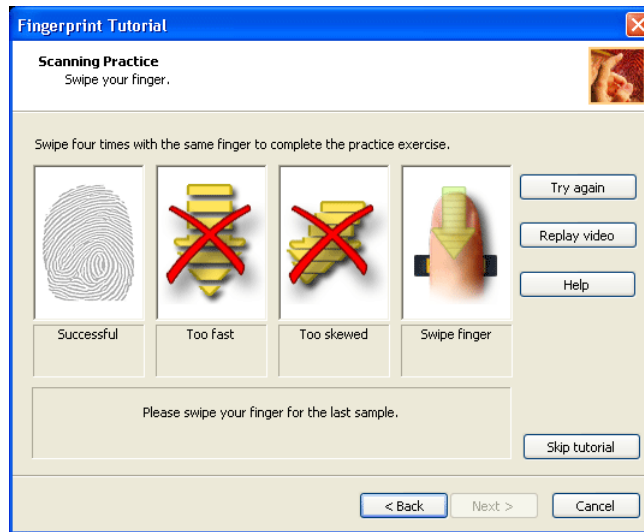 Fingerprint Tutorial
Scanning Practice
Swipe your finger.
Swipe four times with the same finger to complete the practice exercise.
Try again
Replay video
Help
Successful
Too fast
Too skewed
Swipe finger
Please swipe your finger for the last sample.
Skip tutorial
< Back
Next >
Cancel